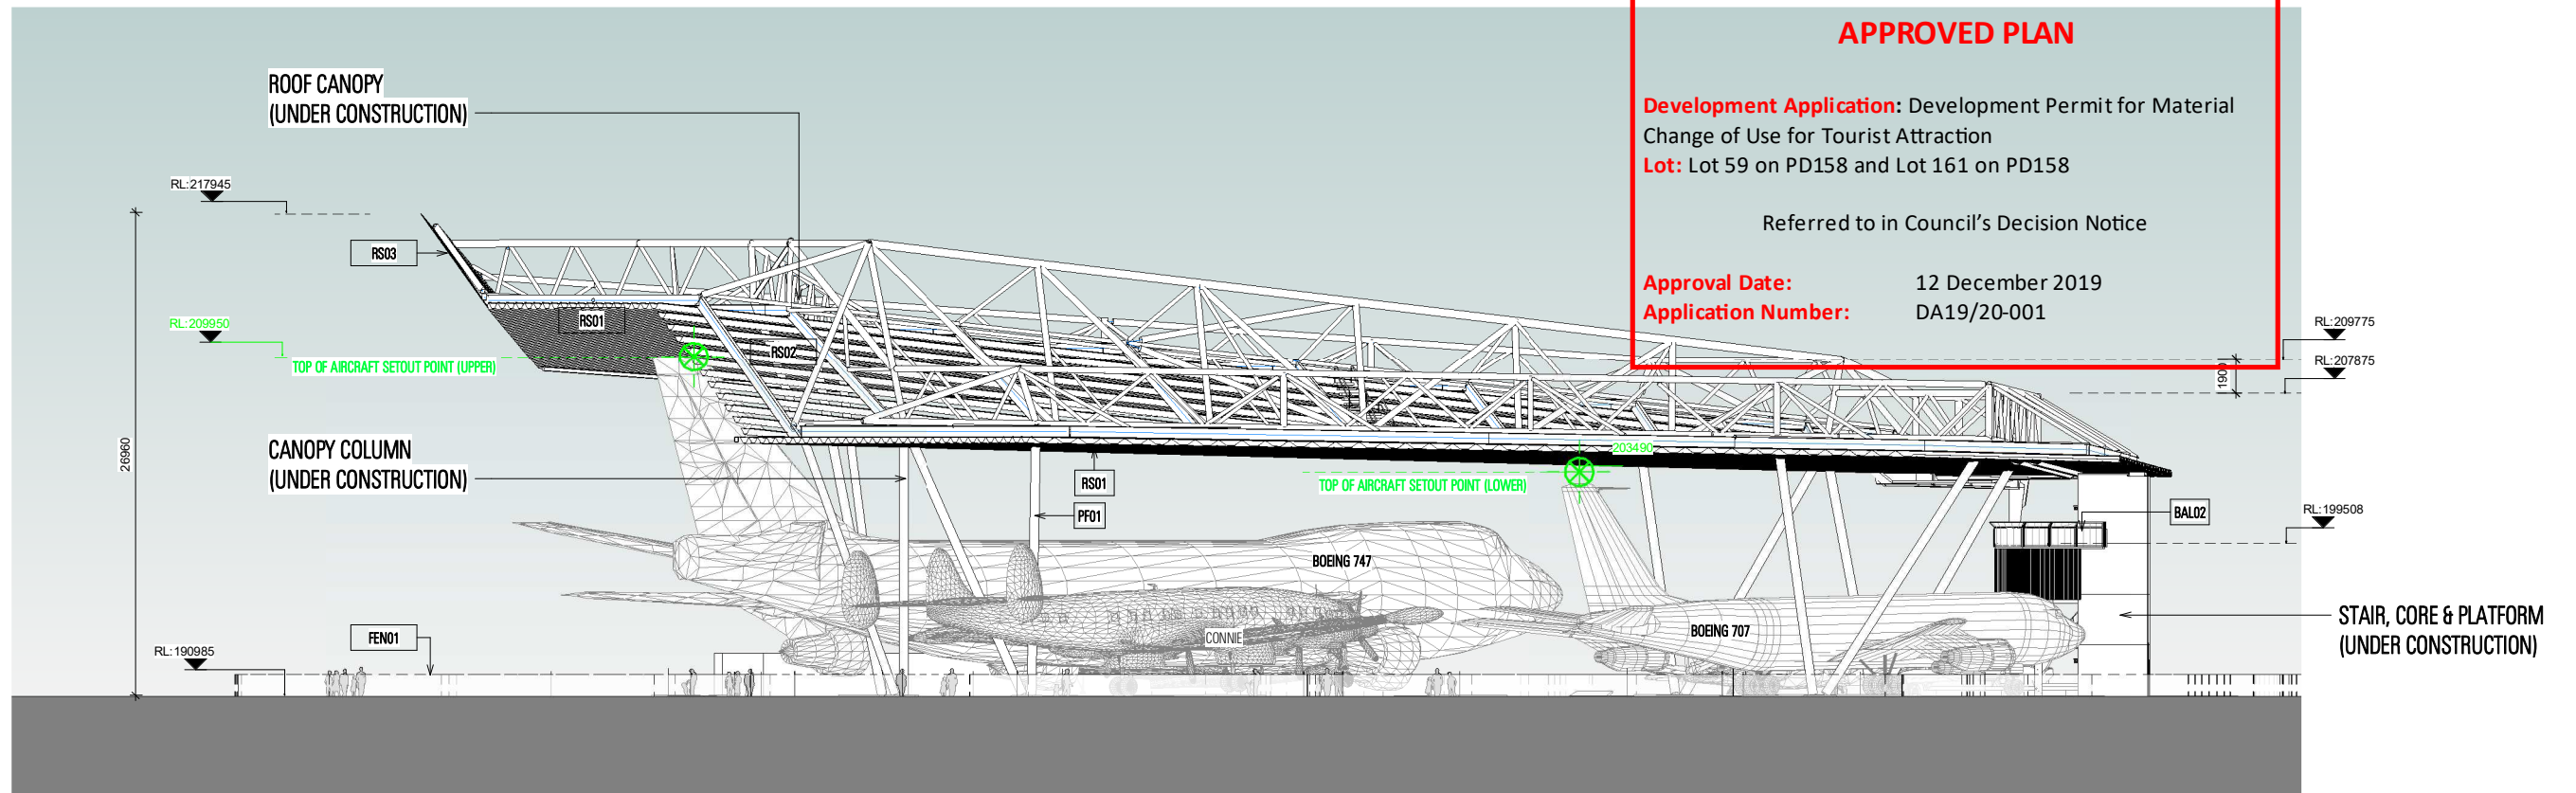 APPROVED PLAN
Development Application: Development Permit for Material
Change of Use for Tourist Attraction
Lot: Lot 59 on PD158 and Lot 161 on PD158
Referred to in Council's Decision Notice
Approval Date: 12 December 2019
Application Number: DA19/20-001
ROOF CANOPY
(UNDER CONSTRUCTION)
RL:217945
RS03
RS01
RL:209950
TOP OF AIRCRAFT SETOUT POINT (UPPER)
RS02
RL:209775
RL:207875
1900
26960
CANOPY COLUMN
(UNDER CONSTRUCTION)
203490
RS01
TOP OF AIRCRAFT SETOUT POINT (LOWER)
PF01
BAL02
RL:199508
BOEING 747
STAIR, CORE & PLATFORM
(UNDER CONSTRUCTION)
FEN01
CONNIE
BOEING 707
RL:190985